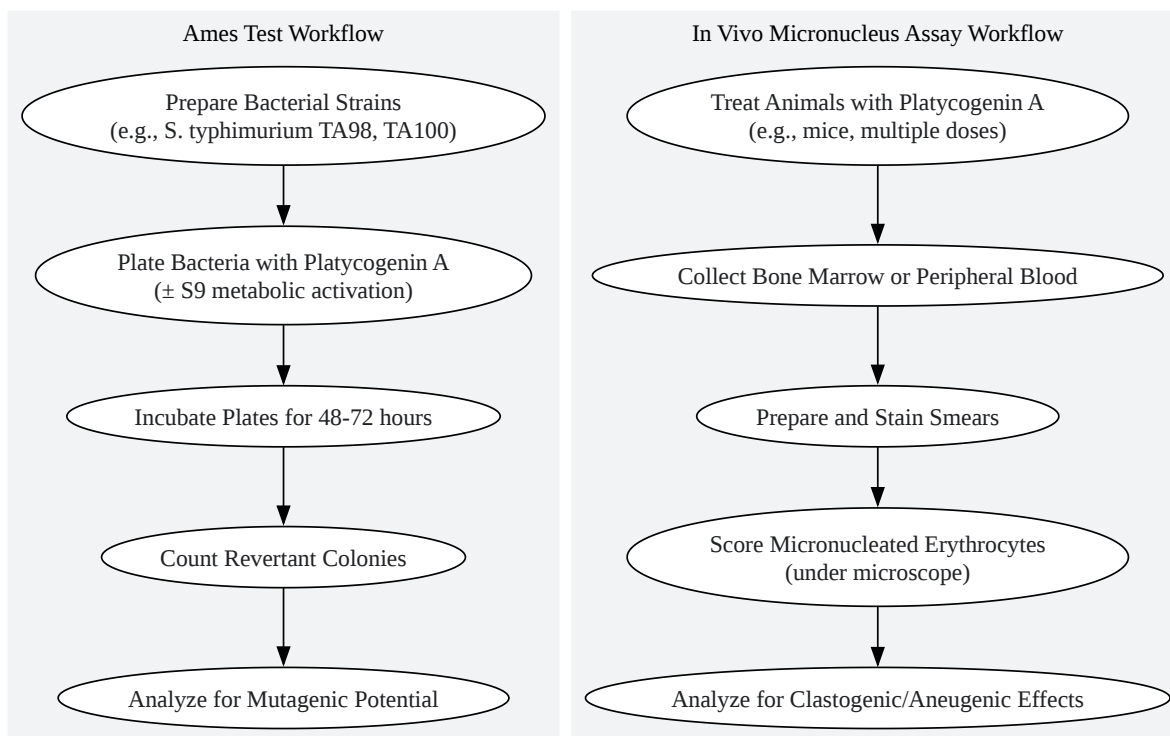 Ames Test Workflow
Prepare Bacterial Strains
(e.g., S. typhimurium TA98, TA100)
Plate Bacteria with Platycogenin A
(± S9 metabolic activation)
Incubate Plates for 48-72 hours
Count Revertant Colonies
Analyze for Mutagenic Potential
In Vivo Micronucleus Assay Workflow
Treat Animals with Platycogenin A
(e.g., mice, multiple doses)
Collect Bone Marrow or Peripheral Blood
Prepare and Stain Smears
Score Micronucleated Erythrocytes
(under microscope)
Analyze for Clastogenic/Aneugenic Effects